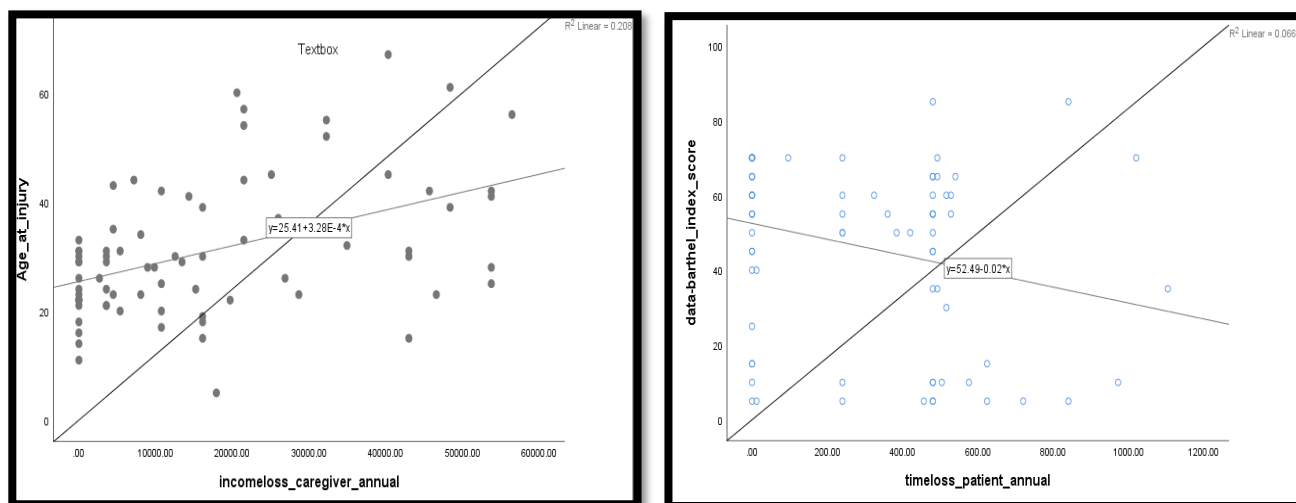 R² Linear = 0.208
Textbox
60
40
20
0
Age_at_injury
y=25.41+3.28E-4*x
.00 10000.00 20000.00 30000.00 40000.00 50000.00 60000.00
incomeloss_caregiver_annual
R² Linear = 0.066
100
80
60
40
20
0
data-barthel_index_score
y=52.49-0.02*x
.00 200.00 400.00 600.00 800.00 1000.00 1200.00
timeloss_patient_annual